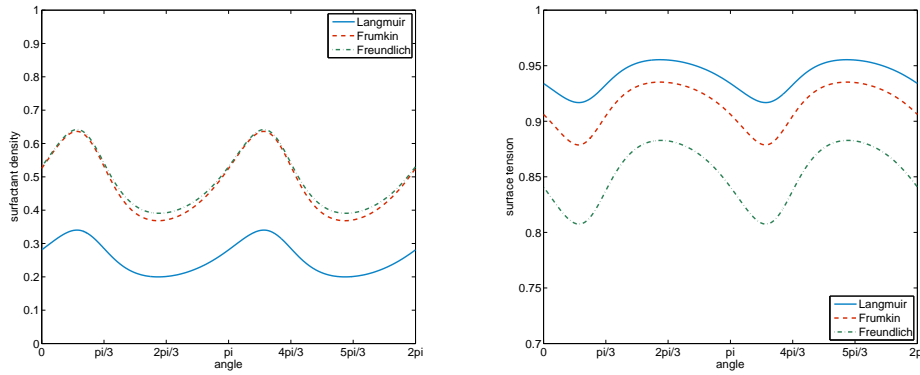 1
0.9
0.8
0.7
0.6
0.5
0.4
0.3
0.2
0.1
0
surfactant density
Langmuir
Frumkin
Freundlich
0 pi/3 2pi/3 pi 4pi/3 5pi/3 2pi
angle
1
0.95
0.9
0.85
0.8
0.75
0.7
surface tension
Langmuir
Frumkin
Freundlich
0 pi/3 2pi/3 pi 4pi/3 5pi/3 2p
angle